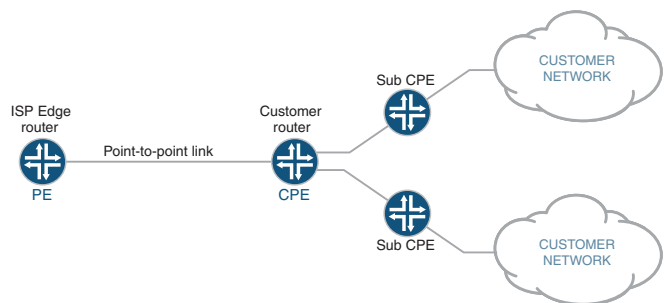 Sub CPE
CUSTOMER
NETWORK
ISP Edge
router
Customer
router
Point-to-point link
PE
CPE
Sub CPE
CUSTOMER
NETWORK